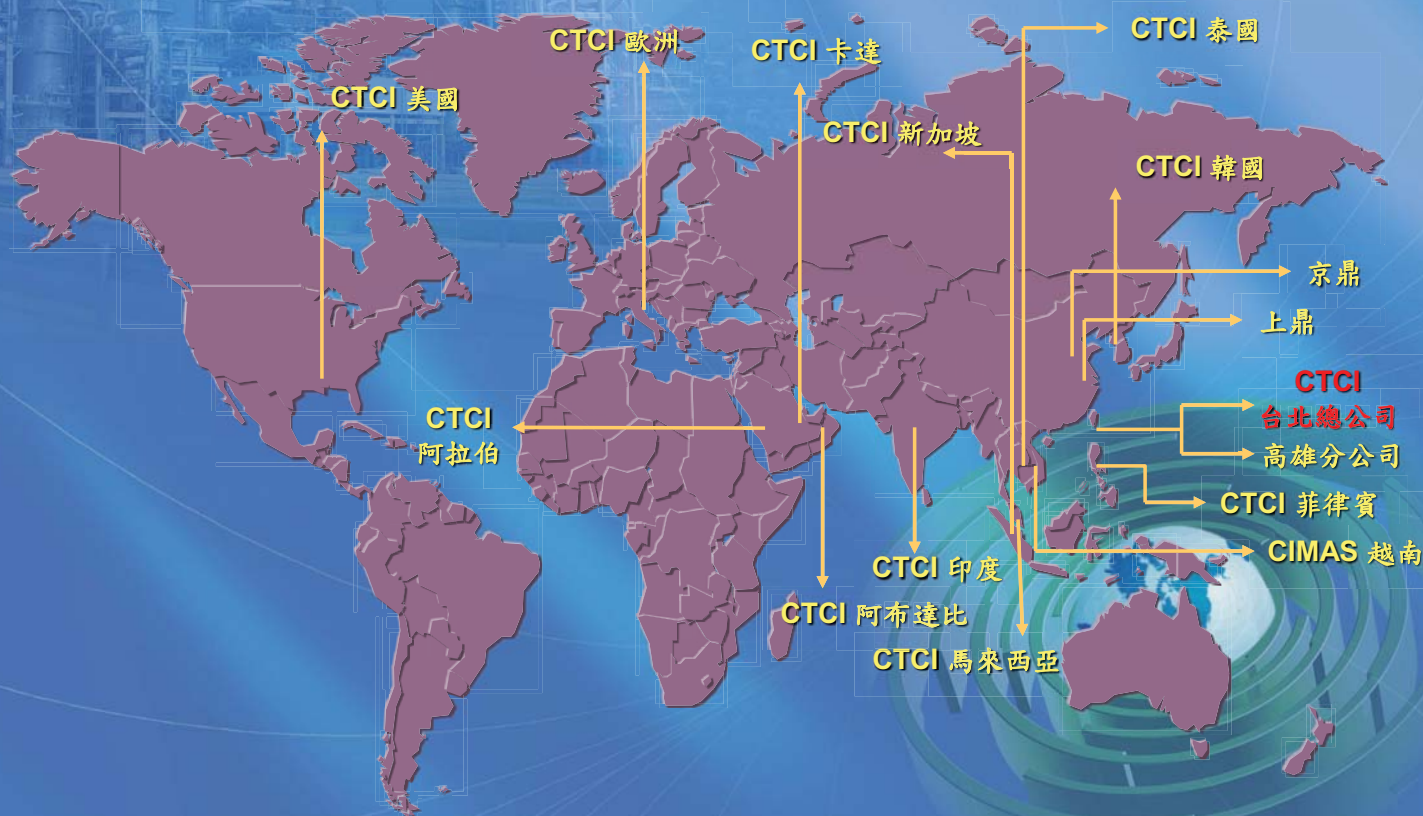 CTCI 泰國
CTCI 歐洲
CTCI 卡達
CTCI 美國
CTCI 新加坡
CTCI 韓國
京鼎
上鼎
CTCI
台北總公司
CTCI
阿拉伯
高雄分公司
CTCI 菲律賓
CIMAS 越南
CTCI 印度
CTCI 阿布達比
CTCI 馬來西亞